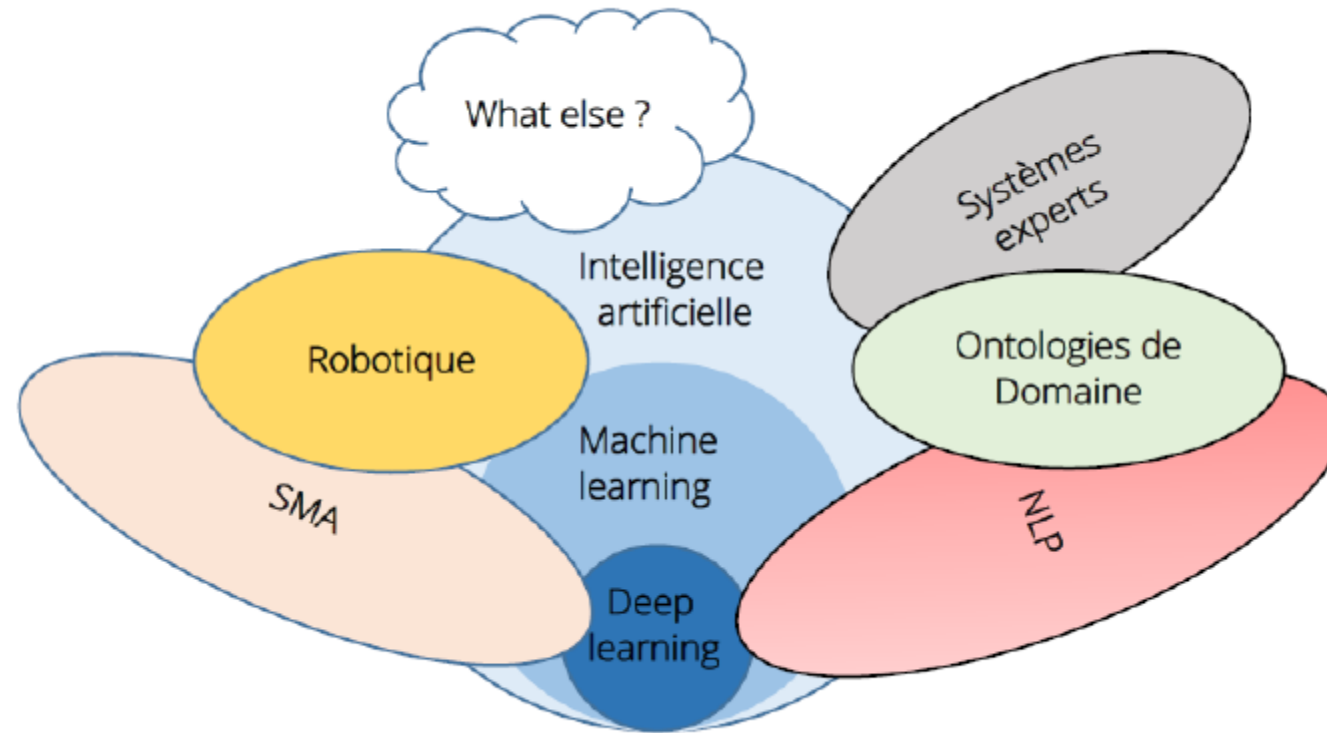 What else ?
Systèmes
experts
Intelligence
artificielle
Robotique
Ontologies de
Domaine
Machine
learning
SMA
NLP
Deep
learning